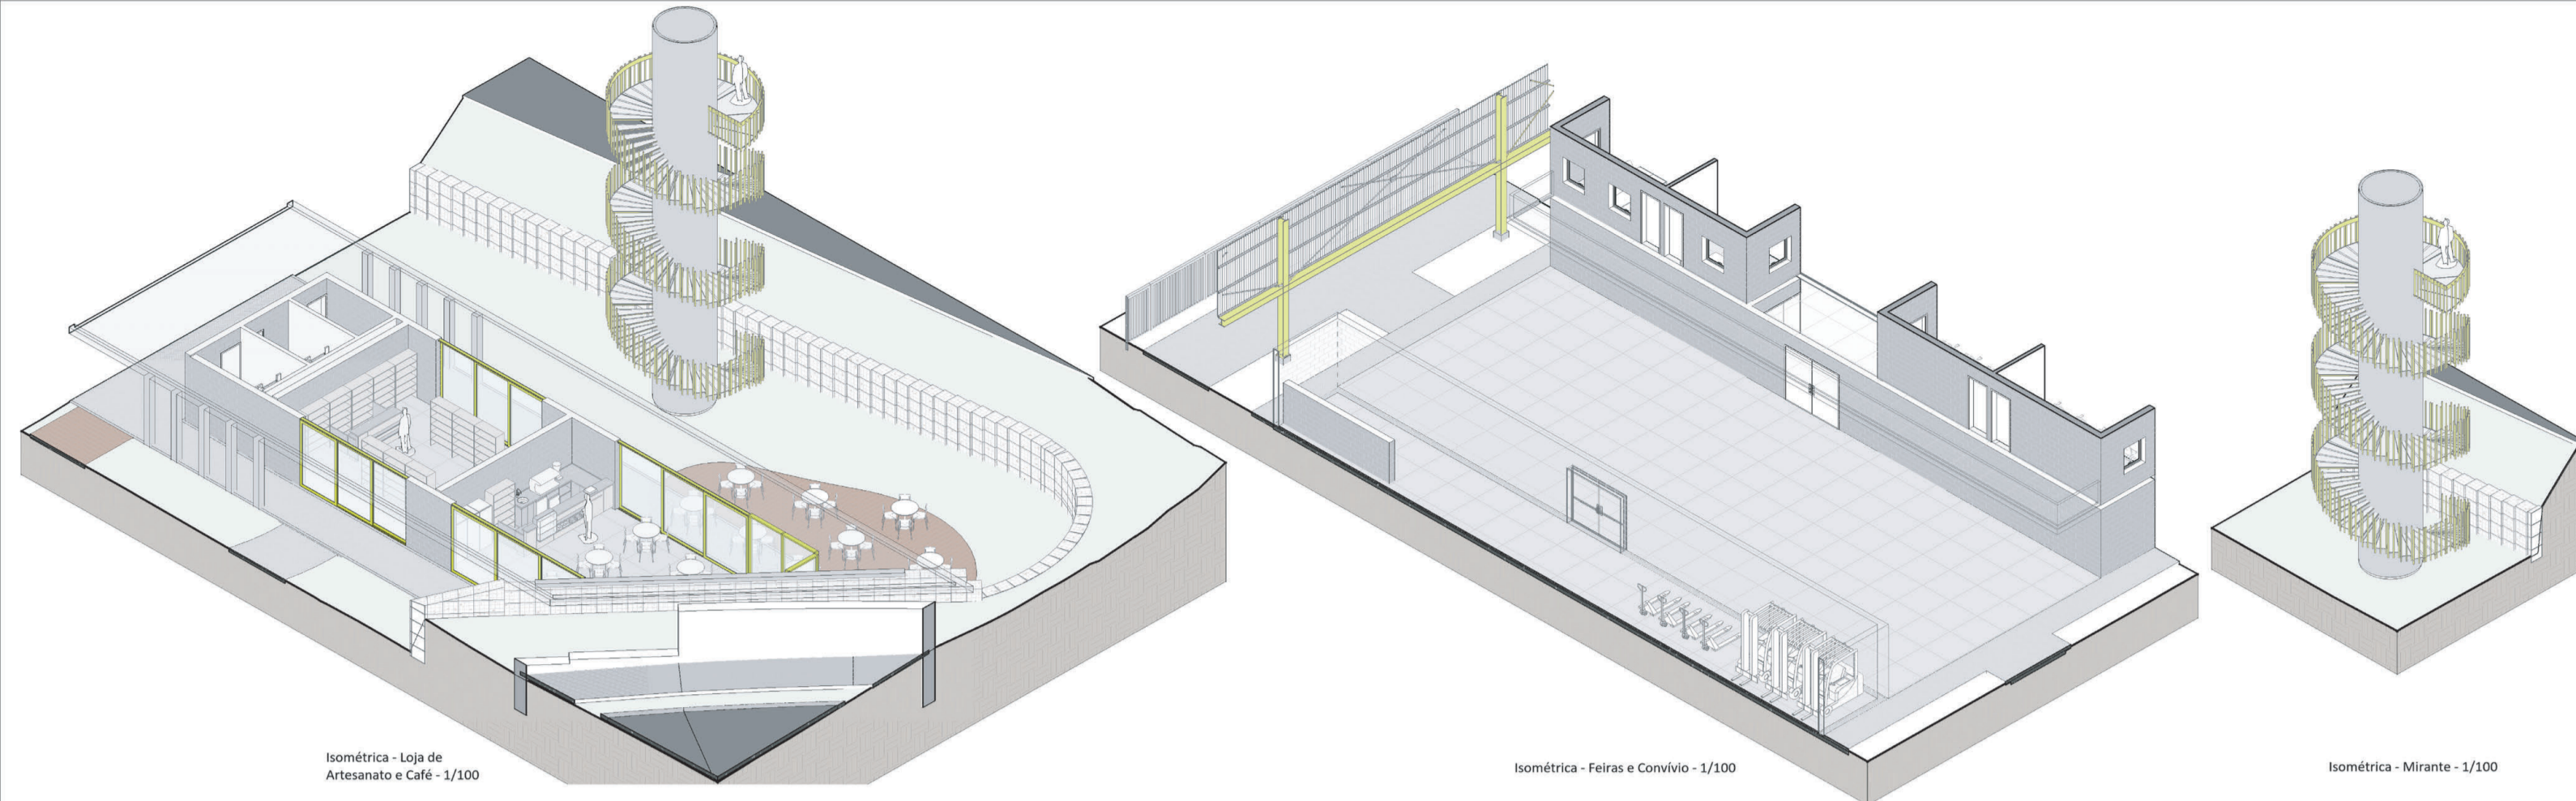 Isométrica - Loja de
Artesanato e Café - 1/100
Isométrica - Feiras e Convívio - 1/100
Isométrica - Mirante - 1/100